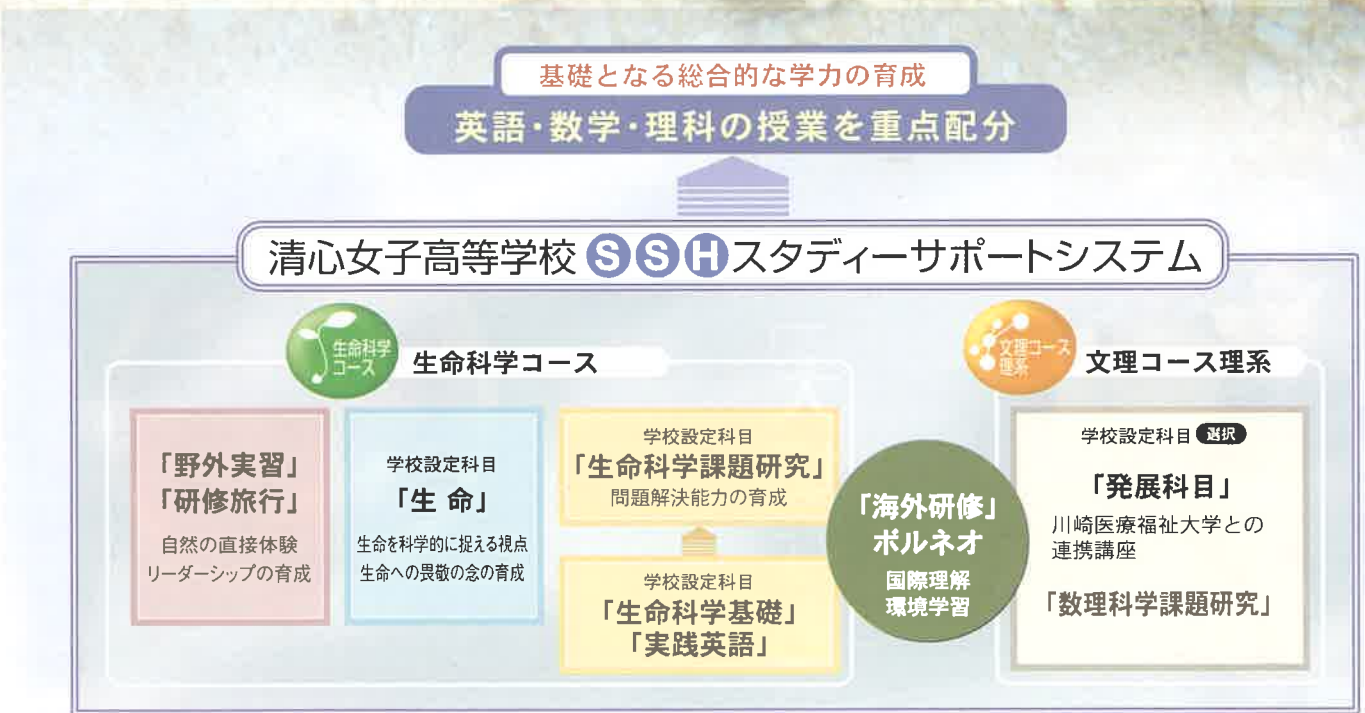 基礎となる総合的な学力の育成
英語・数学・理科の授業を重点配分
清心女子高等学校 SSHスタディーサポートシステム
生命科学
コース
生命科学コース
「野外実習」
「研修旅行」
自然の直接体験
リーダーシップの育成
学校設定科目
「生 命」
生命を科学的に捉える視点
生命への畏敬の念の育成
学校設定科目
「生命科学課題研究」
問題解決能力の育成
学校設定科目
「生命科学基礎」
「実践英語」
「海外研修」
ボルネオ
国際理解
環境学習
文理コース
理系
文理コース理系
学校設定科目 選択
「発展科目」
川崎医療福祉大学との
連携講座
「数理科学課題研究」